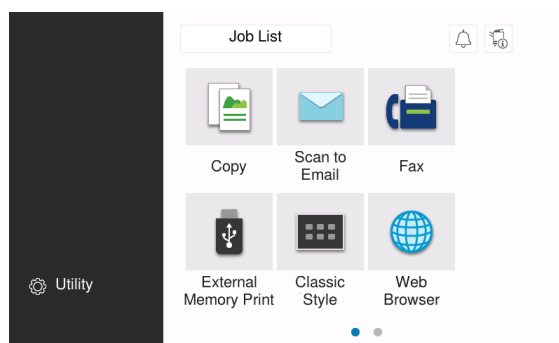 Job List
Copy
Scan to
Email
Fax
External
Memory Print
Classic
Style
Web
Browser
Utility